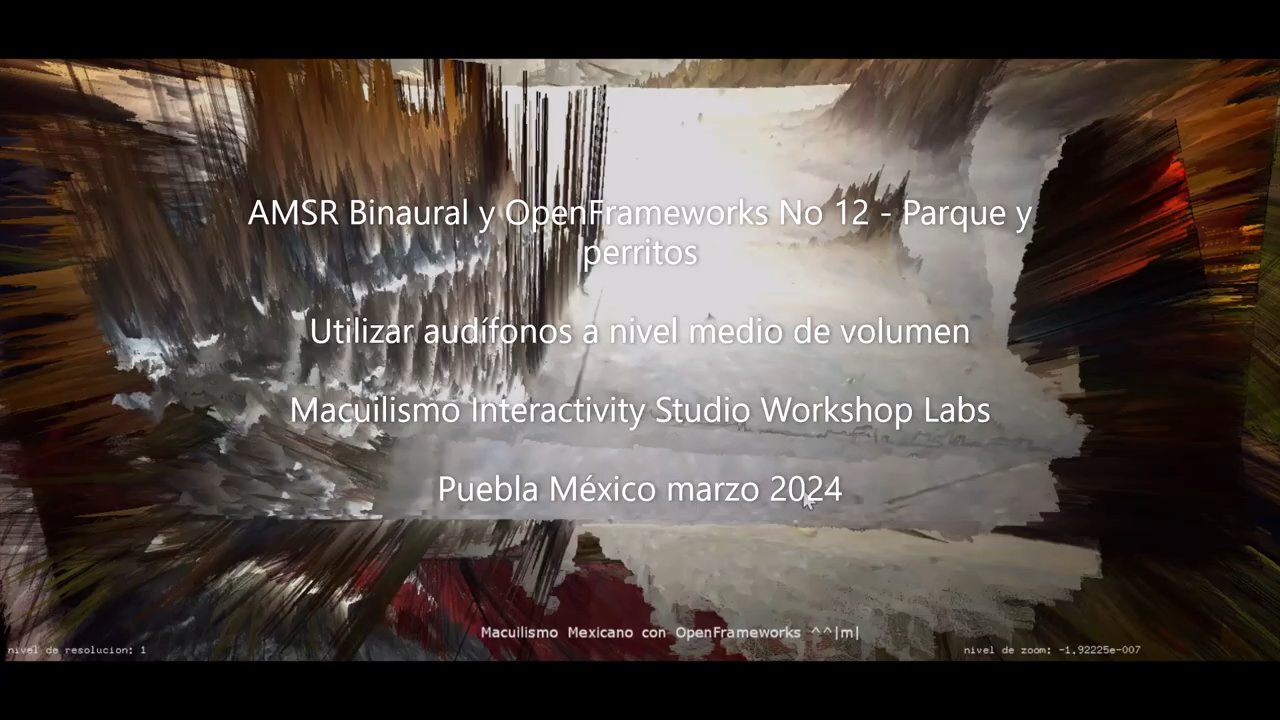 AMSR Binaural y OpenFrameworks No 12 - Parque y
perritos
Utilizar audífonos a nivel medio de volumen
Macuilismo Interactivity Studio Workshop Labs
Puebla México marzo 2024
Macuilismo Mexicano con OpenFrameworks ^^|m|
nivel de resolucion: 1
nivel de zoom: -1.92225e-007